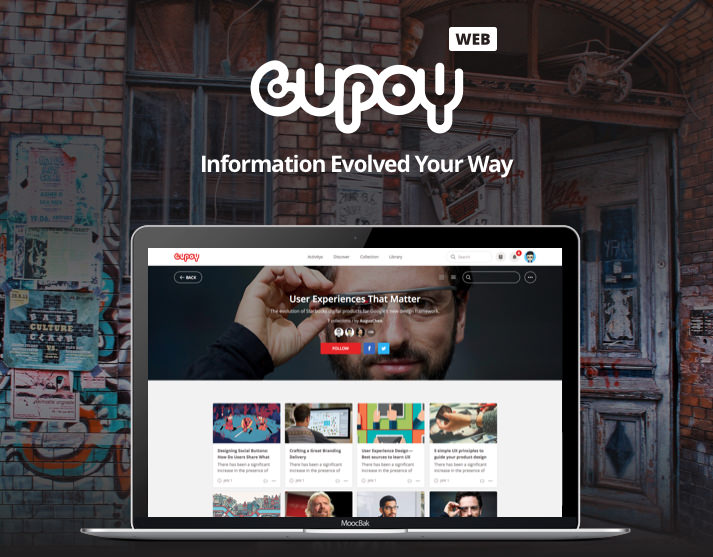 WEB
cupoy
Information Evolved Your Way
cupoy
Activitys Discover Collection Library
Search
BACK
User Experiences That Matter
The evolution of Starbucks digital products for Google's new design framework.
FOLLOW
Designing Social Buttons:
How Do Users Share What
There has been a significant
increase in the presence of
JAN 1
Crafting a Great Branding
Delivery
There has been a significant
increase in the presence of
JAN 1
User Experience Design—
Best sources to learn UX
There has been a significant
increase in the presence of
JAN 1
5 simple UX principles to
guide your product design
There has been a significant
increase in the presence of
JAN 1
CULTURE
MoocBak